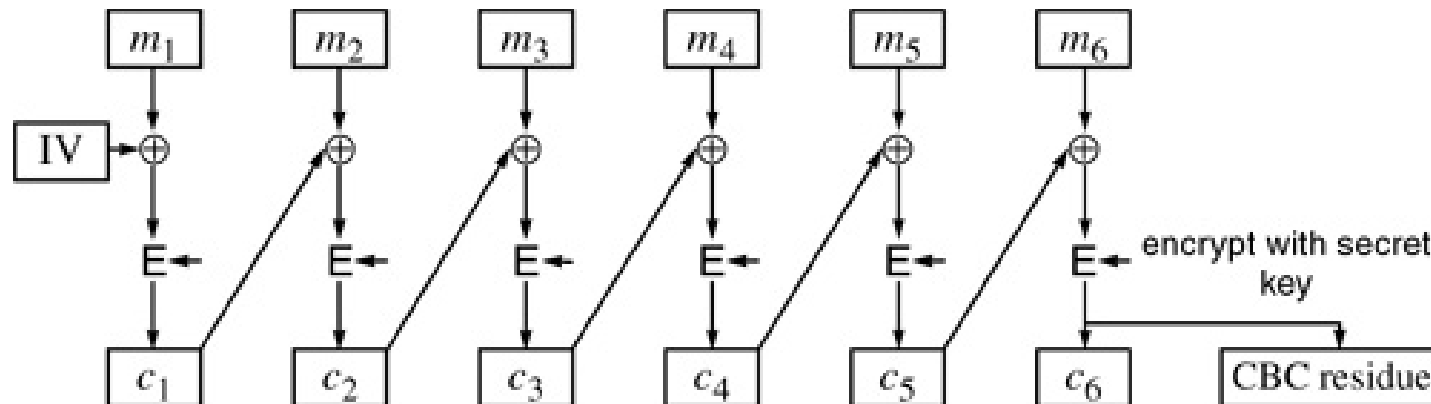 m1 m2 m3 m4 m5 m6
IV
E E E E E E encrypt with secret
key
c1 c2 c3 c4 c5 c6 CBC residue